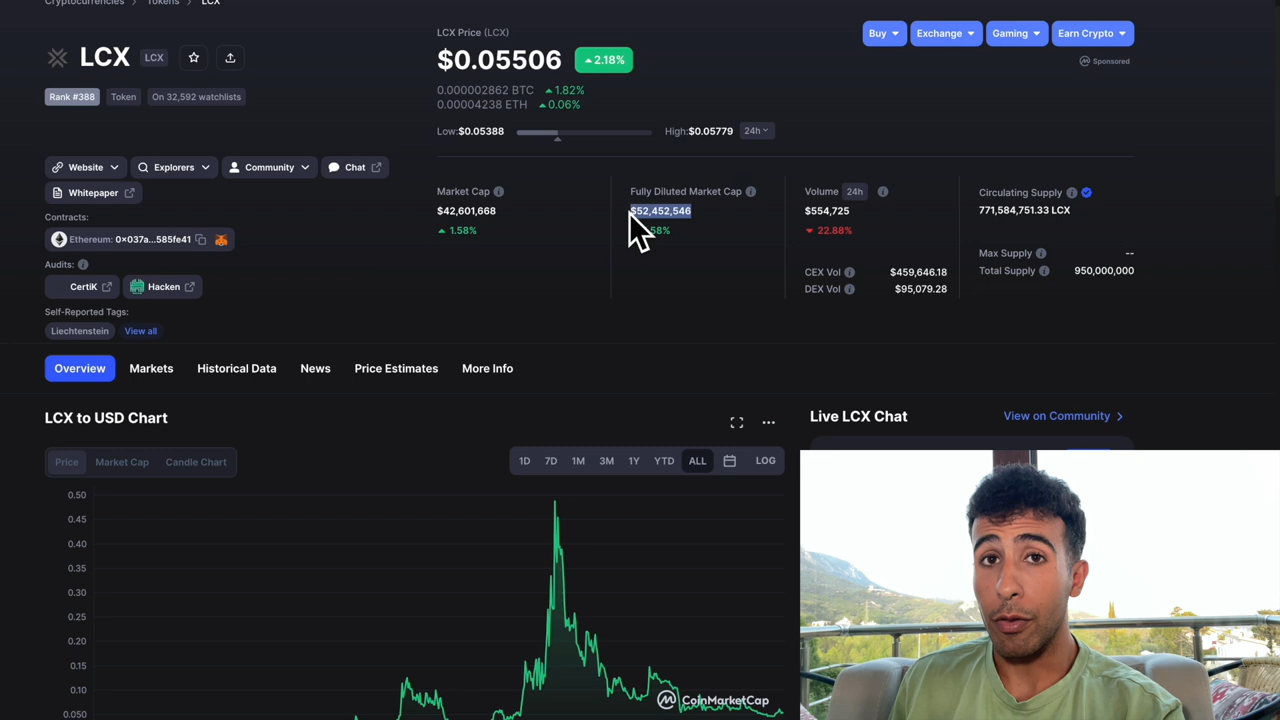 Cryptocurrencies > Tokens > LCX
LCX LCX
Rank #388 Token On 32,592 watchlists
Website Explorers Community Chat
Whitepaper
Contracts:
Ethereum: 0x037a...585fe41
Audits:
CertiK Hacken
Self-Reported Tags:
Liechtenstein View all
LCX Price (LCX)
$0.05506 2.18%
0.000002862 BTC 1.82%
0.00004238 ETH 0.06%
Low:$0.05388 High:$0.05779 24h
Buy Exchange Gaming Earn Crypto
Sponsored
Market Cap
$42,601,668
1.58%
Fully Diluted Market Cap
$52,452,546
58%
Volume 24h
$554,725
22.88%
CEX Vol $459,646.18
DEX Vol $95,079.28
Circulating Supply
771,584,751.33 LCX
Max Supply --
Total Supply 950,000,000
Overview Markets Historical Data News Price Estimates More Info
LCX to USD Chart
Price Market Cap Candle Chart
1D 7D 1M 3M 1Y YTD ALL LOG
0.50
0.45
0.40
0.35
0.30
0.25
0.20
0.15
0.10
0.050
CoinMarketCap
Live LCX Chat
View on Community >